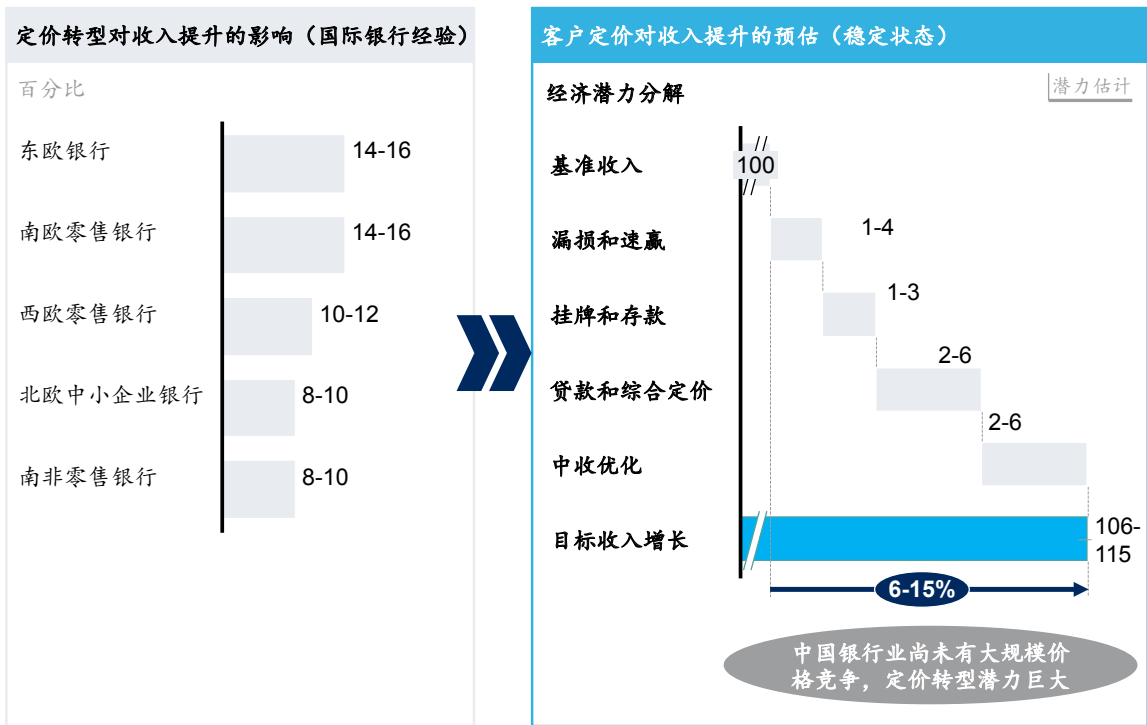 定价转型对收入提升的影响（国际银行经验）
百分比
东欧银行
14-16
南欧零售银行
14-16
西欧零售银行
10-12
北欧中小企业银行
8-10
南非零售银行
8-10
客户定价对收入提升的预估（稳定状态）
经济潜力分解
潜力估计
基准收入
100
漏损和速赢
1-4
挂牌和存款
1-3
贷款和综合定价
2-6
中收优化
2-6
目标收入增长
106-
115
6-15%
中国银行业尚未有大规模价
格竞争，定价转型潜力巨大